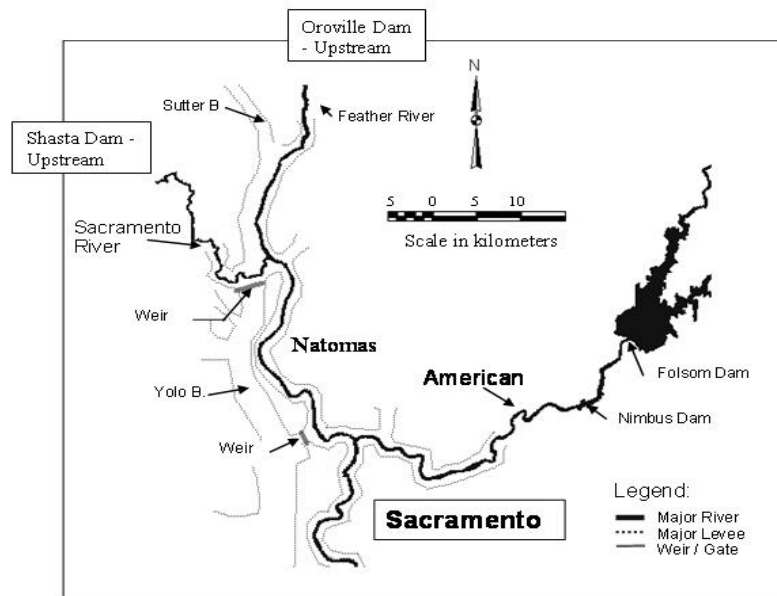 Oroville Dam
- Upstream
N
Sutter B
Feather River
Shasta Dam -
Upstream
5 0 5 10
Scale in kilometers
Sacramento
River
Weir
Natomas
American
Folsom Dam
Yolo B.
Nimbus Dam
Weir
Legend:
Sacramento
Major River
Major Levee
Weir / Gate